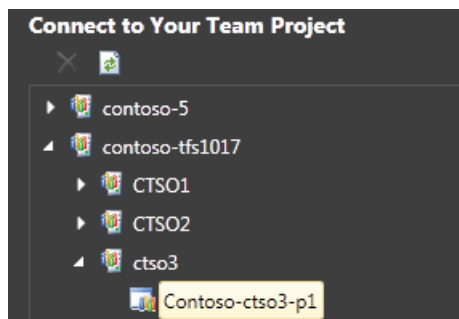 Connect to Your Team Project
contoso-5
contoso-tfs1017
CTSO1
CTSO2
ctso3
Contoso-ctso3-p1